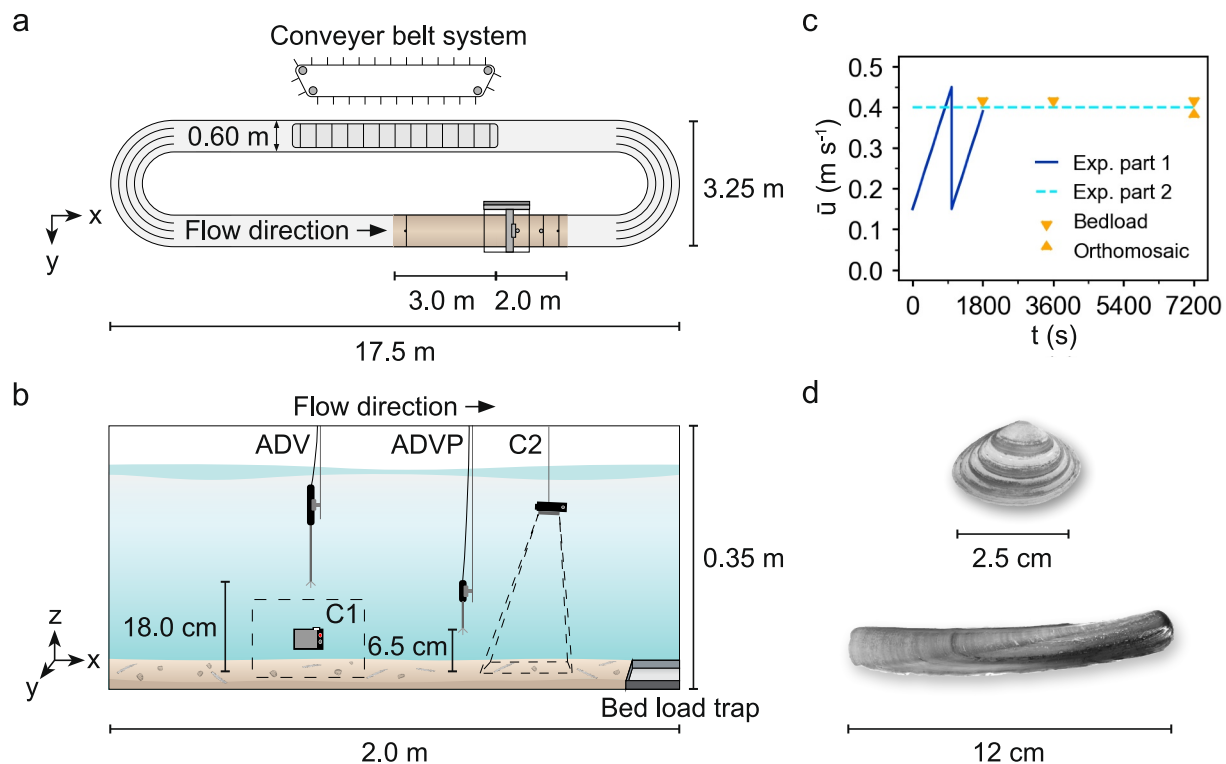 a
Conveyer belt system
0.60 m
3.25 m
Flow direction
x
y
3.0 m
2.0 m
17.5 m
b
Flow direction
ADV
ADVP
C2
0.35 m
C1
18.0 cm
6.5 cm
z
x
y
Bed load trap
2.0 m
c
0.5
0.4
0.3
0.2
0.1
0.0
ū (m s⁻¹)
Exp. part 1
Exp. part 2
Bedload
Orthomosaic
0 1800 3600 5400 7200
t (s)
d
2.5 cm
12 cm